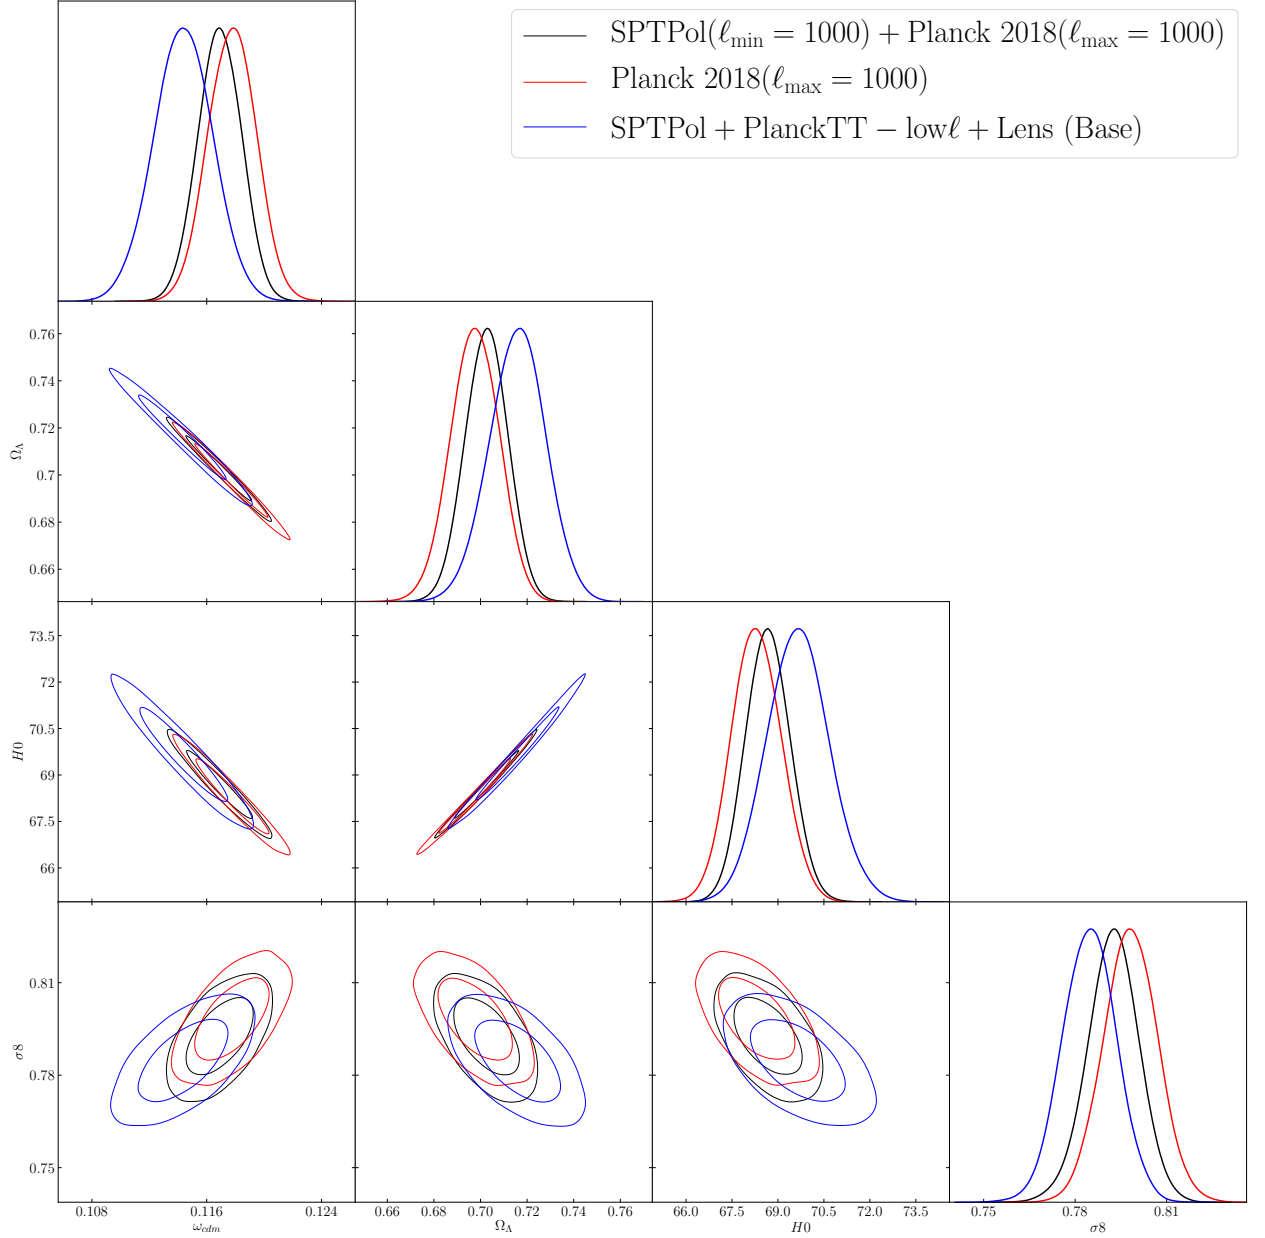 SPTPol(ℓmin = 1000) + Planck 2018(ℓmax = 1000)
Planck 2018(ℓmax = 1000)
SPTPol + PlanckTT − lowℓ + Lens (Base)
0.76
0.74
0.72
0.7
0.68
0.66
ΩΛ
73.5
72
70.5
69
67.5
66
H0
0.81
0.78
0.75
σ8
0.108 0.116 0.124
ωcdm
0.66 0.68 0.70 0.72 0.74 0.76
ΩΛ
66.0 67.5 69.0 70.5 72.0 73.5
H0
0.75 0.78 0.81
σ8